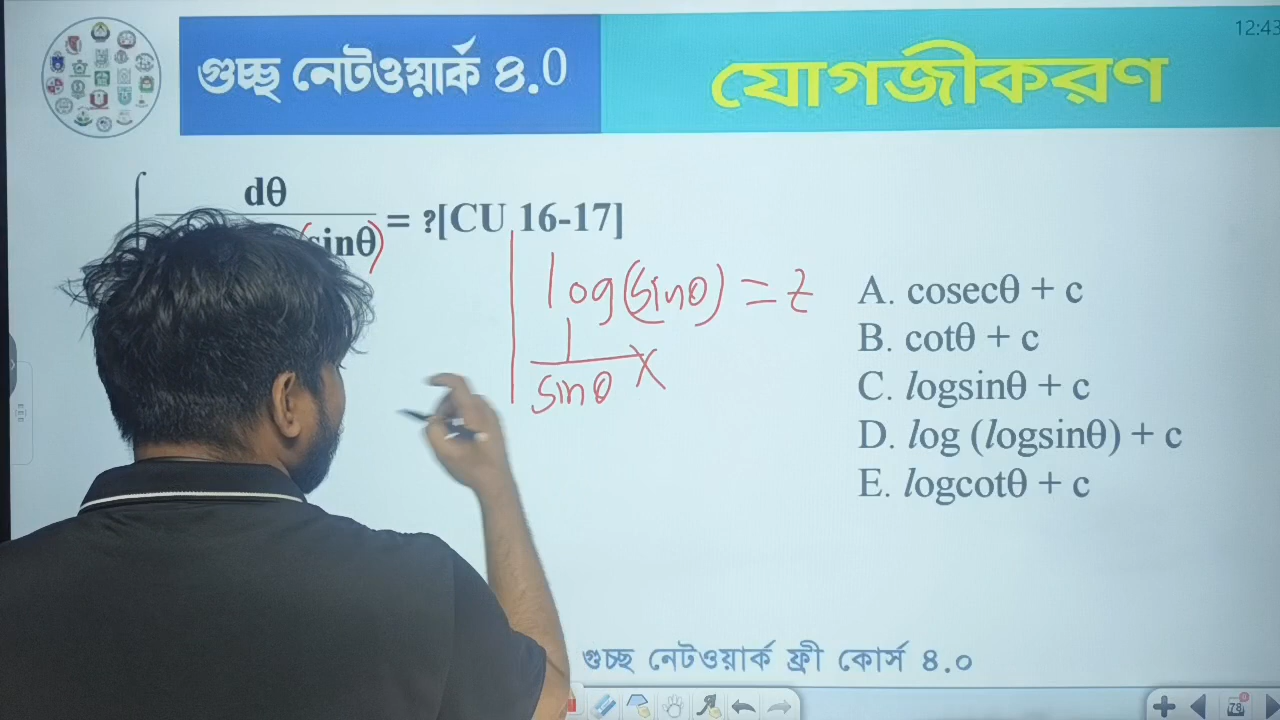 12:43
গুচ্ছ নেটওয়ার্ক ৪.0
যোগজীকরণ
∫ dθ
sinθ) = ?[CU 16-17]
log(sinθ) = z
1
sinθ ×
A. cosecθ + c
B. cotθ + c
C. logsinθ + c
D. log (logsinθ) + c
E. logcotθ + c
গুচ্ছ নেটওয়ার্ক ফ্রী কোর্স ৪.০
78